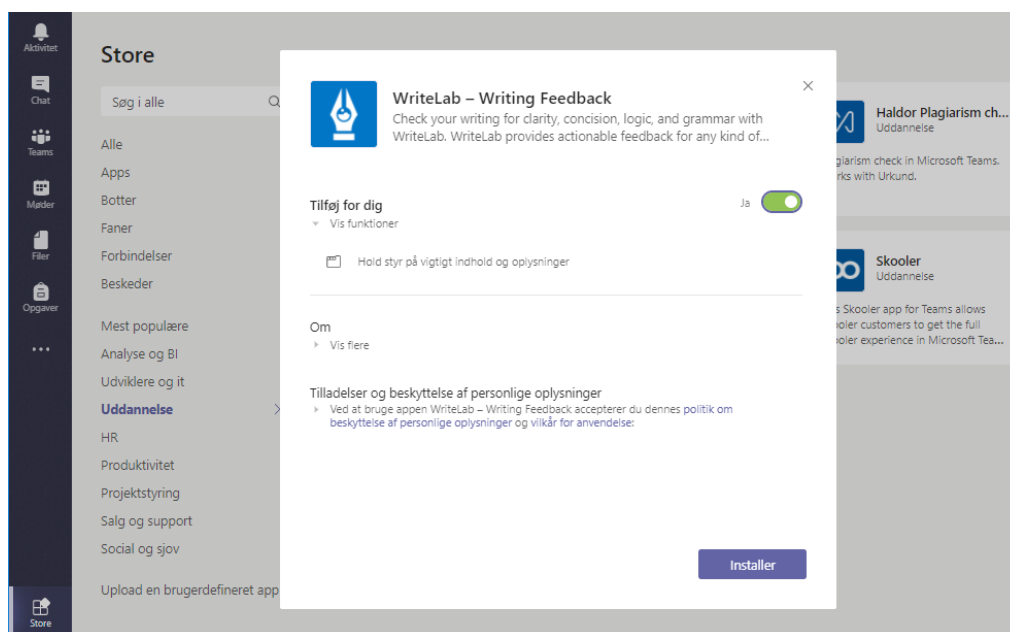 Aktivitet
Chat
Teams
Møder
Filer
Opgaver
Store
Store
Søg i alle
Alle
Apps
Botter
Faner
Forbindelser
Beskeder
Mest populære
Analyse og BI
Udviklere og it
Uddannelse
HR
Produktivitet
Projektstyring
Salg og support
Social og sjov
Upload en brugerdefineret app
WriteLab – Writing Feedback
Check your writing for clarity, concision, logic, and grammar with
WriteLab. WriteLab provides actionable feedback for any kind of...
Tilføj for dig
Ja
Vis funktioner
Hold styr på vigtigt indhold og oplysninger
Om
Vis flere
Tilladelser og beskyttelse af personlige oplysninger
Ved at bruge appen WriteLab – Writing Feedback accepterer du dennes politik om
beskyttelse af personlige oplysninger og vilkår for anvendelse:
Installer
Haldor Plagiarism ch...
Uddannelse
giarism check in Microsoft Teams.
rks with Urkund.
Skooler
Uddannelse
s Skooler app for Teams allows
oler customers to get the full
oler experience in Microsoft Tea...